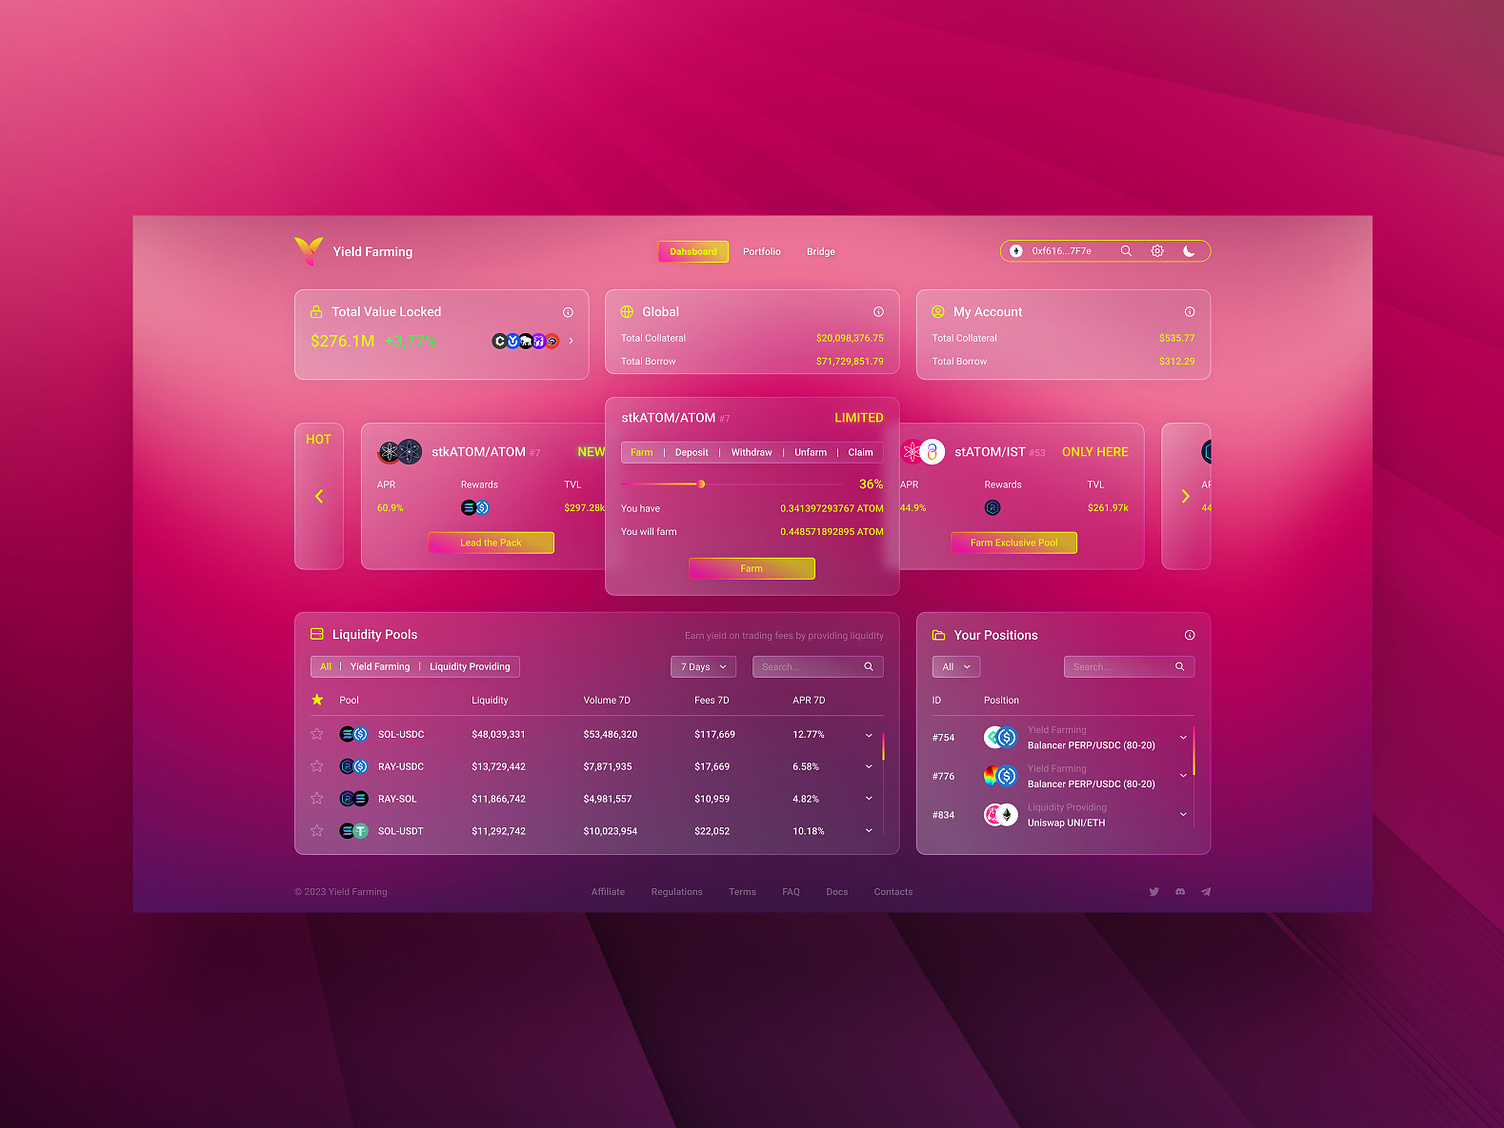 Yield Farming
Dahsboard Portfolio Bridge
0xf616...7F7e
Total Value Locked
$276.1M +3,77%
Global
Total Collateral $20,098,376.75
Total Borrow $71,729,851.79
My Account
Total Collateral $535.77
Total Borrow $312.29
HOT
stkATOM/ATOM #7 NEW
APR Rewards TVL
60.9% $297.28k
Lead the Pack
stkATOM/ATOM #7 LIMITED
Farm | Deposit | Withdraw | Unfarm | Claim
36%
You have 0.341397293767 ATOM
You will farm 0.448571892895 ATOM
Farm
stATOM/IST #53 ONLY HERE
APR Rewards TVL
44.9% $261.97k
Farm Exclusive Pool
44
Liquidity Pools Earn yield on trading fees by providing liquidity
All | Yield Farming | Liquidity Providing 7 Days Search...
Pool Liquidity Volume 7D Fees 7D APR 7D
SOL-USDC $48,039,331 $53,486,320 $117,669 12.77%
RAY-USDC $13,729,442 $7,871,935 $17,669 6.58%
RAY-SOL $11,866,742 $4,981,557 $10,959 4.82%
SOL-USDT $11,292,742 $10,023,954 $22,052 10.18%
Your Positions
All Search...
ID Position
#754 Yield Farming
Balancer PERP/USDC (80-20)
#776 Yield Farming
Balancer PERP/USDC (80-20)
#834 Liquidity Providing
Uniswap UNI/ETH
© 2023 Yield Farming
Affiliate Regulations Terms FAQ Docs Contacts